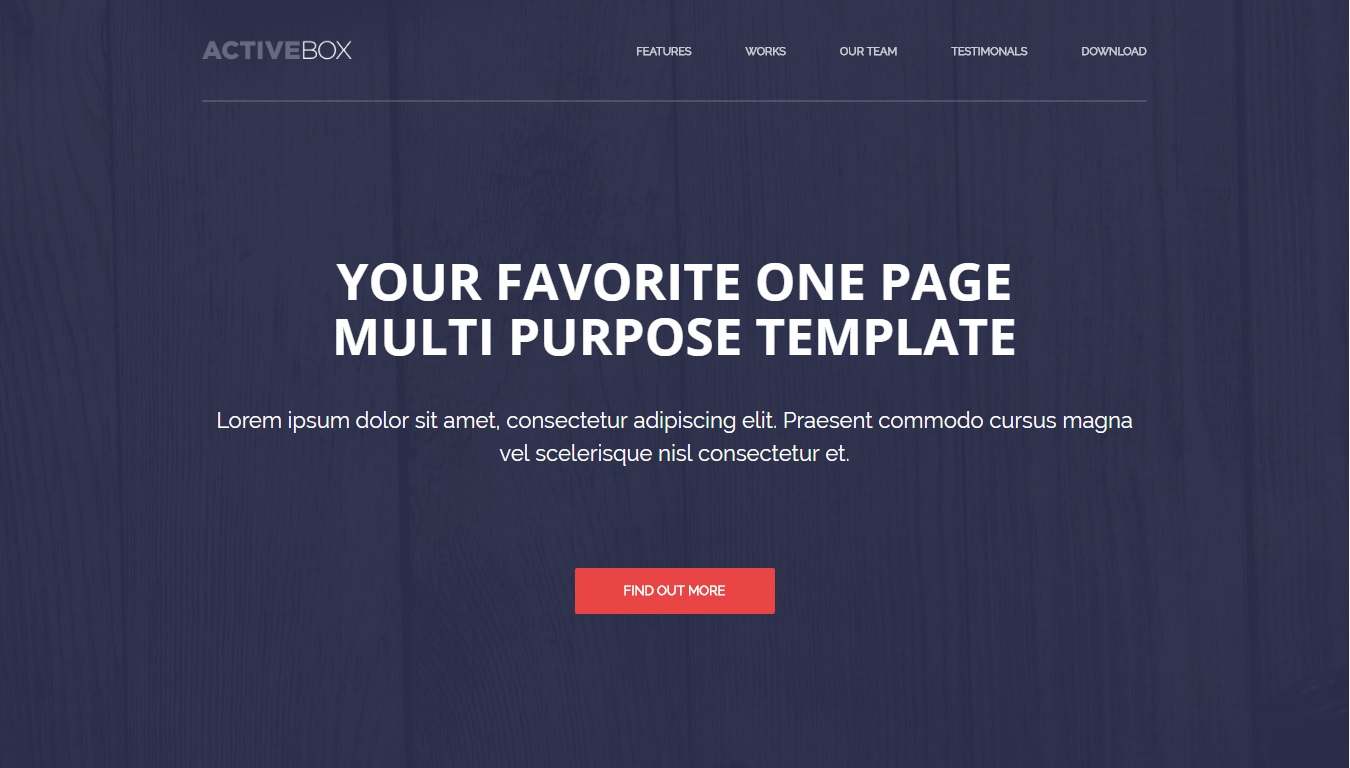 ACTIVEBOX
FEATURES WORKS OUR TEAM TESTIMONALS DOWNLOAD
YOUR FAVORITE ONE PAGE
MULTI PURPOSE TEMPLATE
Lorem ipsum dolor sit amet, consectetur adipiscing elit. Praesent commodo cursus magna
vel scelerisque nisl consectetur et.
FIND OUT MORE